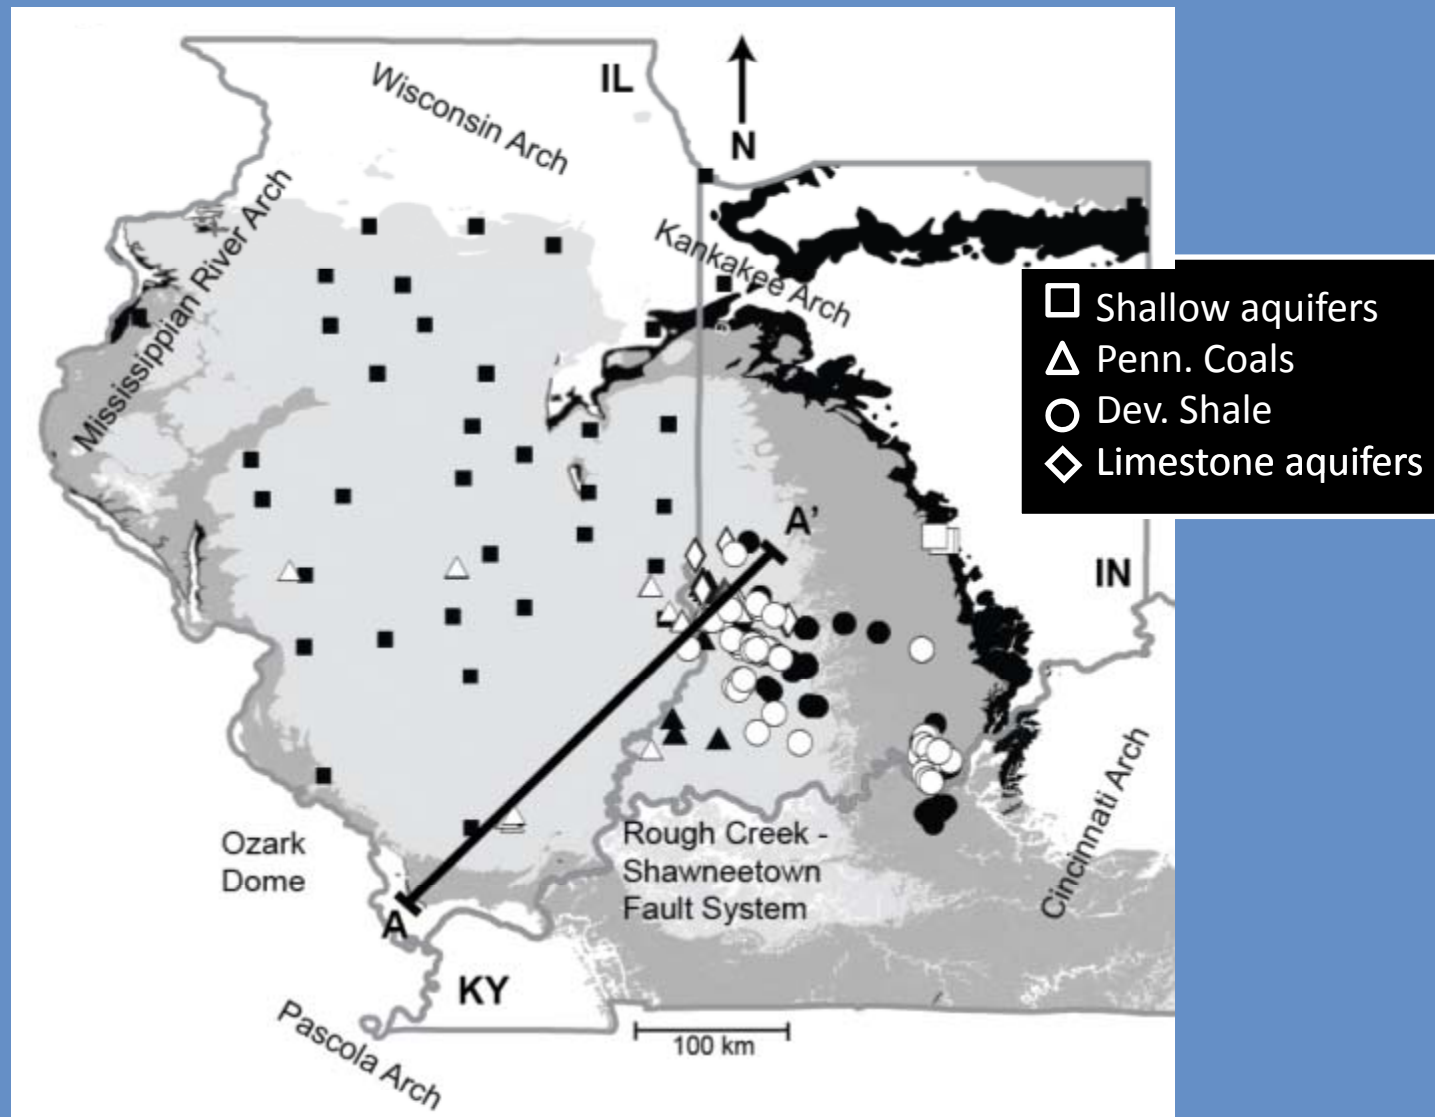 IL
Wisconsin Arch
N
Mississippian River Arch
Kankakee Arch
Shallow aquifers
Penn. Coals
Dev. Shale
Limestone aquifers
A'
IN
Ozark
Dome
Rough Creek -
Shawneetown
Fault System
Cincinnati Arch
A
KY
Pascola Arch
100 km